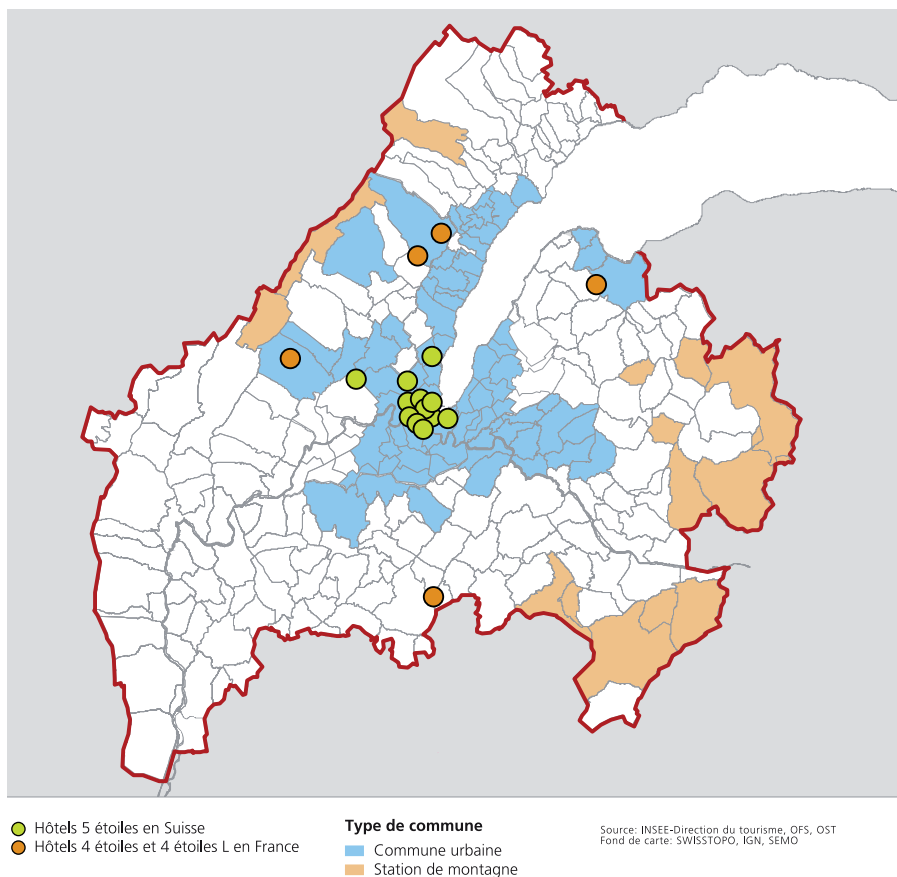 Hôtels 5 étoiles en Suisse
Hôtels 4 étoiles et 4 étoiles L en France
Type de commune
Commune urbaine
Station de montagne
Source: INSEE-Direction du tourisme, OFS, OST
Fond de carte: SWISSTOPO, IGN, SEMO